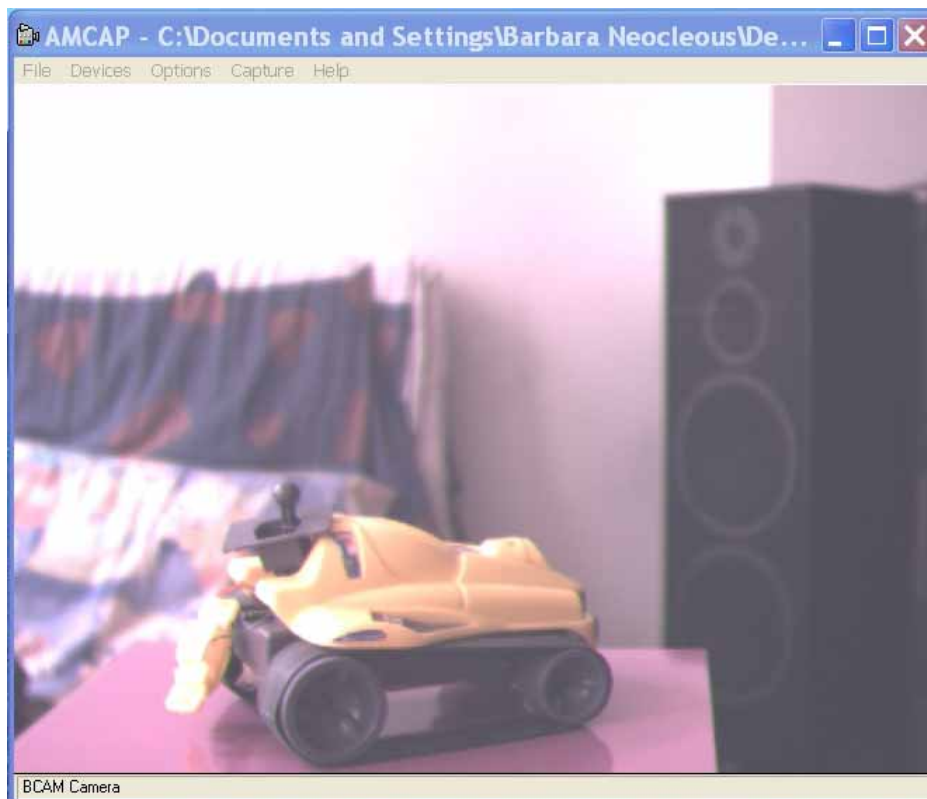 AMCAP - C:\Documents and Settings\Barbara Neocleous\De...
File Devices Options Capture Help
BCAM Camera